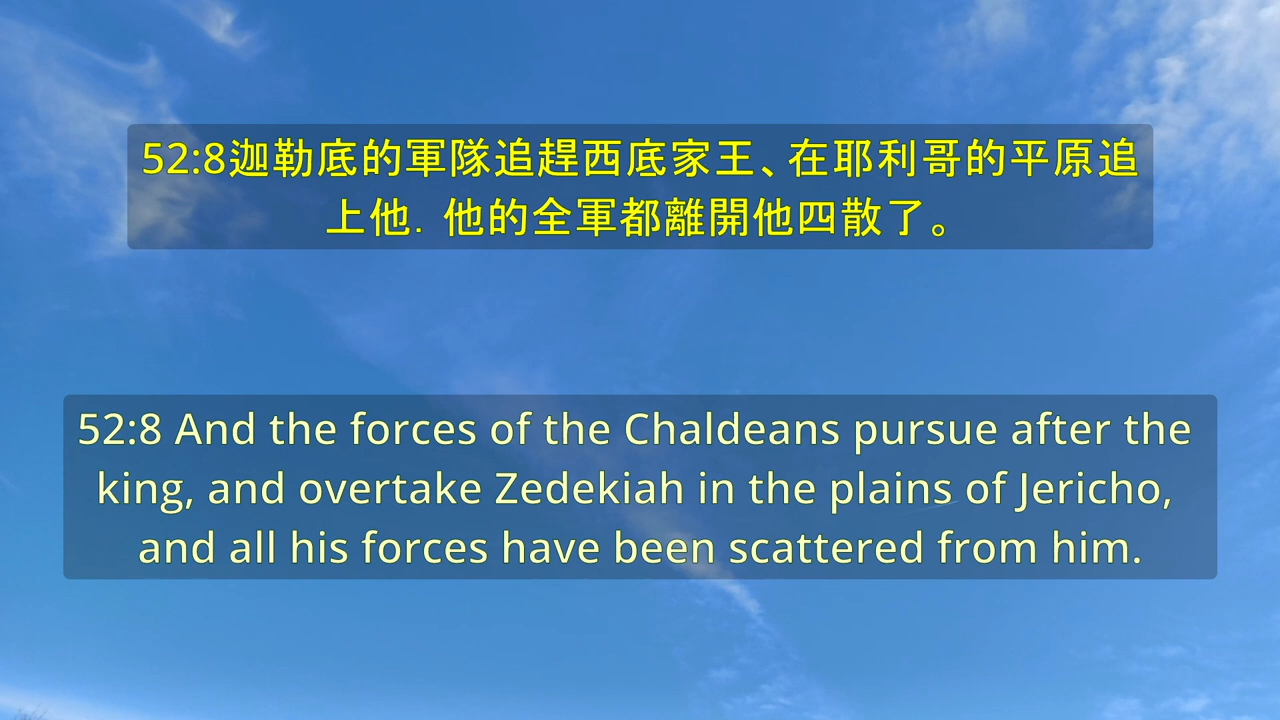 52:8迦勒底的軍隊追趕西底家王、在耶利哥的平原追
上他．他的全軍都離開他四散了。
52:8 And the forces of the Chaldeans pursue after the
king, and overtake Zedekiah in the plains of Jericho,
and all his forces have been scattered from him.